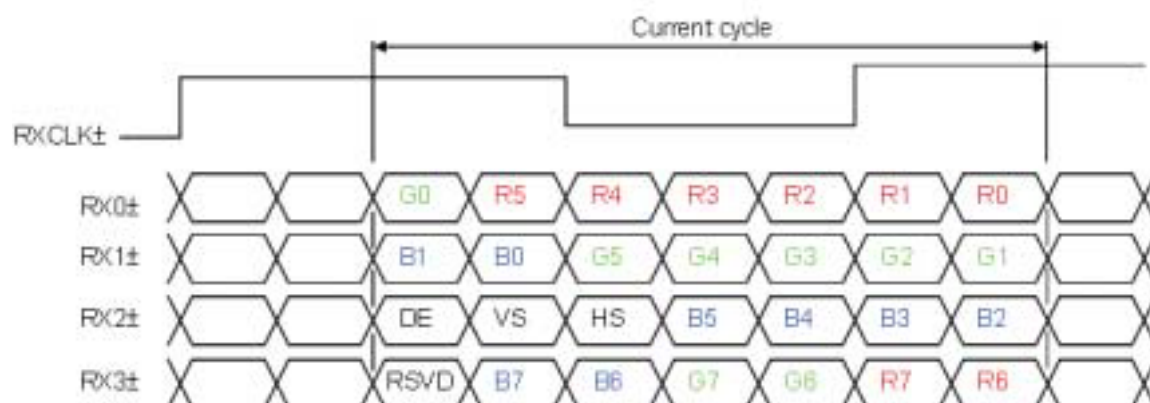 Current cycle
RXCLK±
RX0± G0 R5 R4 R3 R2 R1 R0
RX1± B1 B0 G5 G4 G3 G2 G1
RX2± DE VS HS B5 B4 B3 B2
RX3± RSVD B7 B6 G7 G6 R7 R6